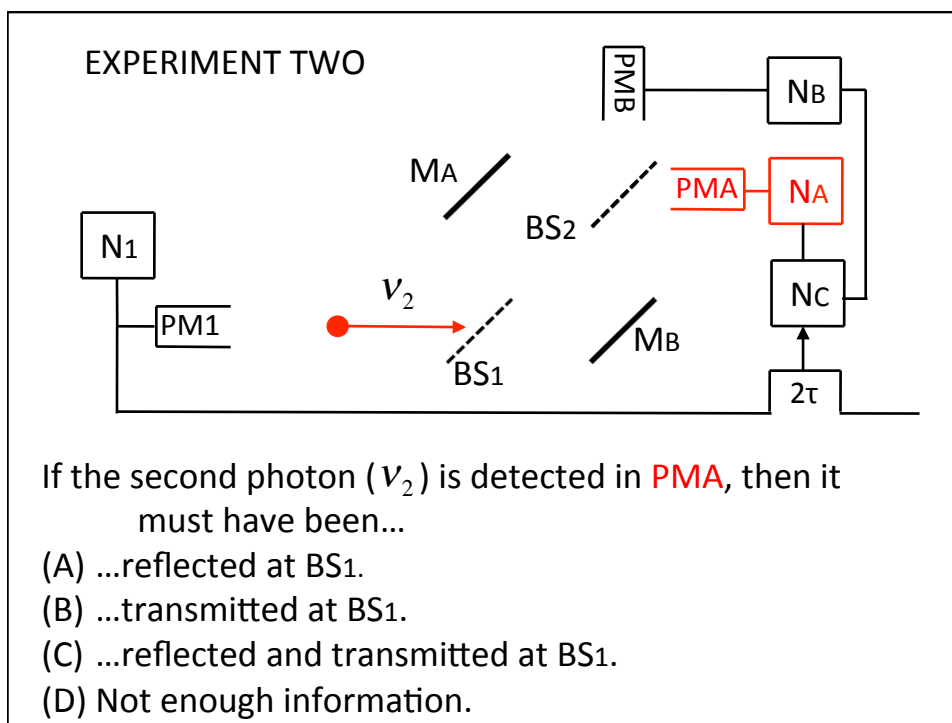 EXPERIMENT TWO
PMB
NB
MA
PMA
NA
BS2
N1
ν2
NC
PM1
MB
BS1
2τ
If the second photon (ν2) is detected in PMA, then it
must have been...
(A) ...reflected at BS1.
(B) ...transmitted at BS1.
(C) ...reflected and transmitted at BS1.
(D) Not enough information.